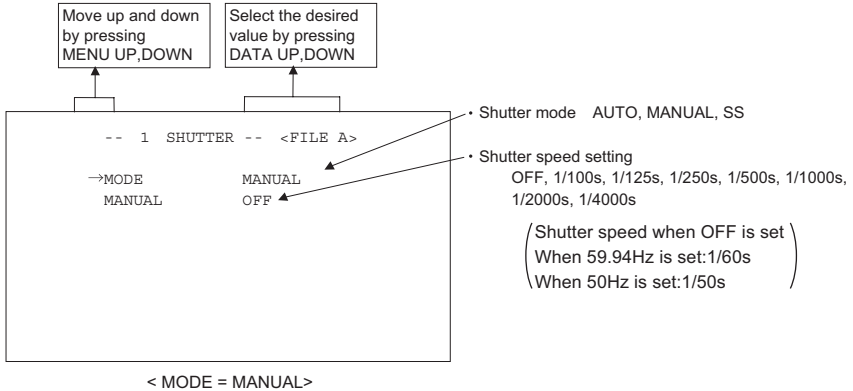 Move up and down
by pressing
MENU UP,DOWN
Select the desired
value by pressing
DATA UP,DOWN
-- 1 SHUTTER -- <FILE A>
→MODE MANUAL
MANUAL OFF
・Shutter mode AUTO, MANUAL, SS
・Shutter speed setting
OFF, 1/100s, 1/125s, 1/250s, 1/500s, 1/1000s,
1/2000s, 1/4000s
Shutter speed when OFF is set
When 59.94Hz is set:1/60s
When 50Hz is set:1/50s
< MODE = MANUAL>